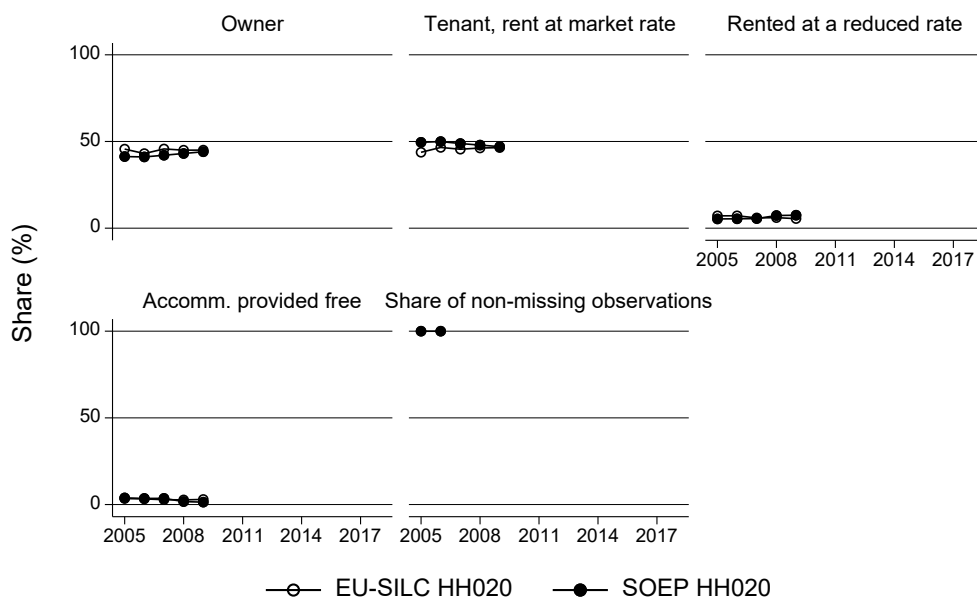 Owner
Tenant, rent at market rate
Rented at a reduced rate
100
50
0
2005 2008 2011 2014 2017
Share (%)
Accomm. provided free
Share of non-missing observations
100
50
0
2005 2008 2011 2014 2017
2005 2008 2011 2014 2017
EU-SILC HH020
SOEP HH020